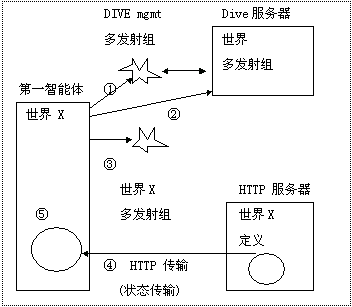 DIVE mgmt
多发射组
Dive 服务器
世界
多发射组
第一智能体
世界 X
①
②
③
世界 X
多发射组
HTTP 服务器
世界 X
定义
⑤
④ HTTP 传输
(状态传输)